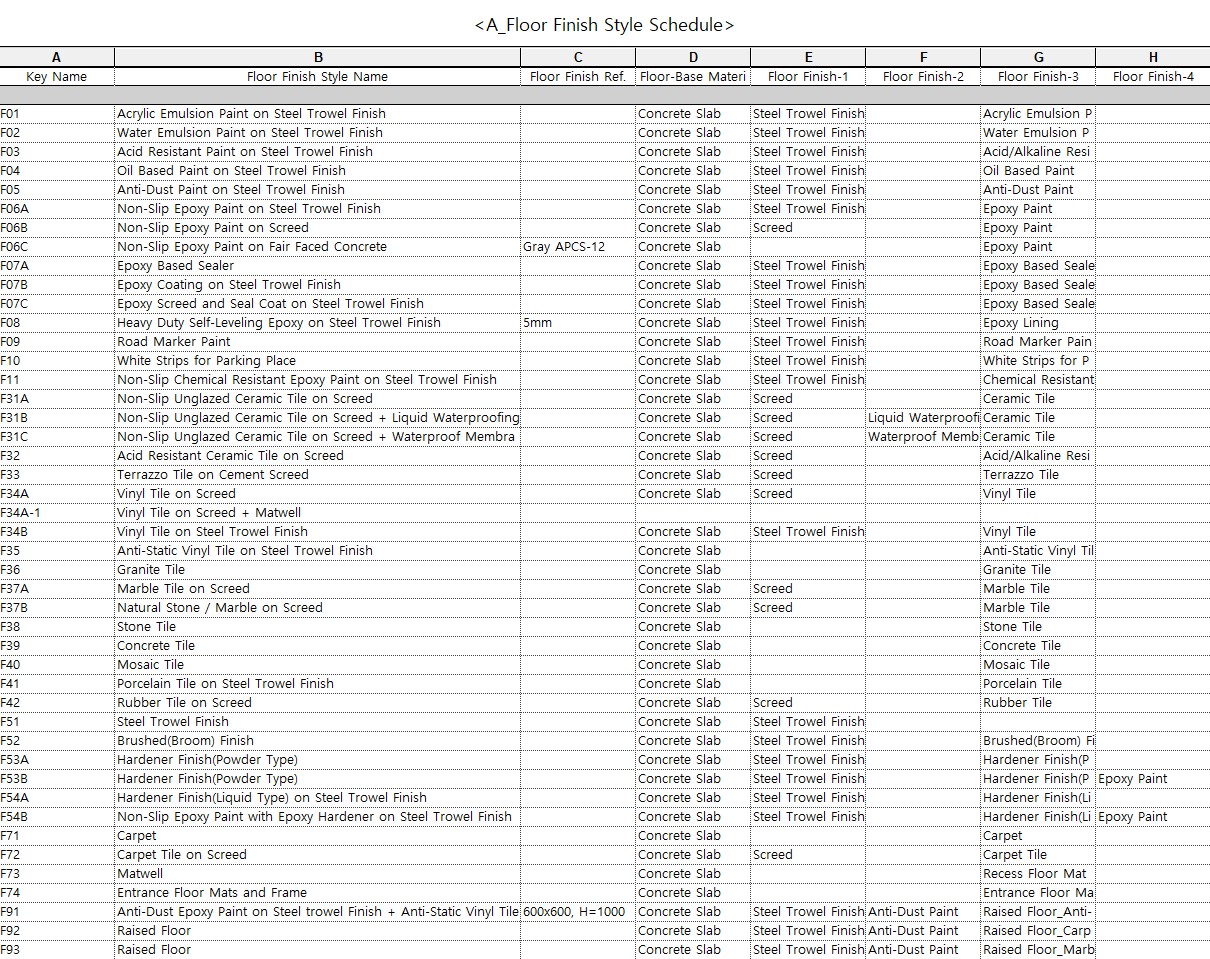 <A_Floor Finish Style Schedule>
A B C D E F G H
Key Name Floor Finish Style Name Floor Finish Ref. Floor-Base Materi Floor Finish-1 Floor Finish-2 Floor Finish-3 Floor Finish-4
F01 Acrylic Emulsion Paint on Steel Trowel Finish Concrete Slab Steel Trowel Finish Acrylic Emulsion P
F02 Water Emulsion Paint on Steel Trowel Finish Concrete Slab Steel Trowel Finish Water Emulsion P
F03 Acid Resistant Paint on Steel Trowel Finish Concrete Slab Steel Trowel Finish Acid/Alkaline Resi
F04 Oil Based Paint on Steel Trowel Finish Concrete Slab Steel Trowel Finish Oil Based Paint
F05 Anti-Dust Paint on Steel Trowel Finish Concrete Slab Steel Trowel Finish Anti-Dust Paint
F06A Non-Slip Epoxy Paint on Steel Trowel Finish Concrete Slab Steel Trowel Finish Epoxy Paint
F06B Non-Slip Epoxy Paint on Screed Concrete Slab Screed Epoxy Paint
F06C Non-Slip Epoxy Paint on Fair Faced Concrete Gray APCS-12 Concrete Slab Epoxy Paint
F07A Epoxy Based Sealer Concrete Slab Steel Trowel Finish Epoxy Based Seale
F07B Epoxy Coating on Steel Trowel Finish Concrete Slab Steel Trowel Finish Epoxy Based Seale
F07C Epoxy Screed and Seal Coat on Steel Trowel Finish Concrete Slab Steel Trowel Finish Epoxy Based Seale
F08 Heavy Duty Self-Leveling Epoxy on Steel Trowel Finish 5mm Concrete Slab Steel Trowel Finish Epoxy Lining
F09 Road Marker Paint Concrete Slab Steel Trowel Finish Road Marker Pain
F10 White Strips for Parking Place Concrete Slab Steel Trowel Finish White Strips for P
F11 Non-Slip Chemical Resistant Epoxy Paint on Steel Trowel Finish Concrete Slab Steel Trowel Finish Chemical Resistant
F31A Non-Slip Unglazed Ceramic Tile on Screed Concrete Slab Screed Ceramic Tile
F31B Non-Slip Unglazed Ceramic Tile on Screed + Liquid Waterproofing Concrete Slab Screed Liquid Waterproofi Ceramic Tile
F31C Non-Slip Unglazed Ceramic Tile on Screed + Waterproof Membra Concrete Slab Screed Waterproof Memb Ceramic Tile
F32 Acid Resistant Ceramic Tile on Screed Concrete Slab Screed Acid/Alkaline Resi
F33 Terrazzo Tile on Cement Screed Concrete Slab Screed Terrazzo Tile
F34A Vinyl Tile on Screed Concrete Slab Screed Vinyl Tile
F34A-1 Vinyl Tile on Screed + Matwell
F34B Vinyl Tile on Steel Trowel Finish Concrete Slab Steel Trowel Finish Vinyl Tile
F35 Anti-Static Vinyl Tile on Steel Trowel Finish Concrete Slab Anti-Static Vinyl Til
F36 Granite Tile Concrete Slab Granite Tile
F37A Marble Tile on Screed Concrete Slab Screed Marble Tile
F37B Natural Stone / Marble on Screed Concrete Slab Screed Marble Tile
F38 Stone Tile Concrete Slab Stone Tile
F39 Concrete Tile Concrete Slab Concrete Tile
F40 Mosaic Tile Concrete Slab Mosaic Tile
F41 Porcelain Tile on Steel Trowel Finish Concrete Slab Porcelain Tile
F42 Rubber Tile on Screed Concrete Slab Screed Rubber Tile
F51 Steel Trowel Finish Concrete Slab Steel Trowel Finish
F52 Brushed(Broom) Finish Concrete Slab Steel Trowel Finish Brushed(Broom) Fi
F53A Hardener Finish(Powder Type) Concrete Slab Steel Trowel Finish Hardener Finish(P
F53B Hardener Finish(Powder Type) Concrete Slab Steel Trowel Finish Hardener Finish(P Epoxy Paint
F54A Hardener Finish(Liquid Type) on Steel Trowel Finish Concrete Slab Steel Trowel Finish Hardener Finish(Li
F54B Non-Slip Epoxy Paint with Epoxy Hardener on Steel Trowel Finish Concrete Slab Steel Trowel Finish Hardener Finish(Li Epoxy Paint
F71 Carpet Concrete Slab Carpet
F72 Carpet Tile on Screed Concrete Slab Screed Carpet Tile
F73 Matwell Concrete Slab Recess Floor Mat
F74 Entrance Floor Mats and Frame Concrete Slab Entrance Floor Ma
F91 Anti-Dust Epoxy Paint on Steel trowel Finish + Anti-Static Vinyl Tile 600x600, H=1000 Concrete Slab Steel Trowel Finish Anti-Dust Paint Raised Floor_Anti-
F92 Raised Floor Concrete Slab Steel Trowel Finish Anti-Dust Paint Raised Floor_Carp
F93 Raised Floor Concrete Slab Steel Trowel Finish Anti-Dust Paint Raised Floor_Marb